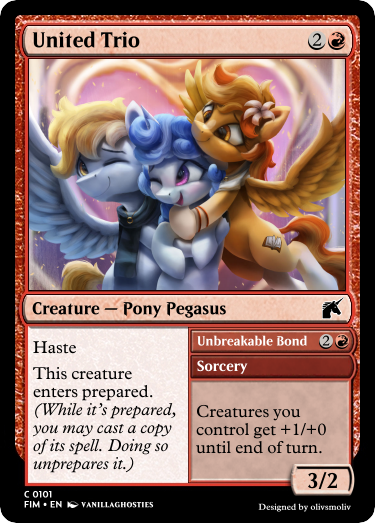 United Trio 2
Creature — Pony Pegasus
Haste
This creature
enters prepared.
(While it's prepared,
you may cast a copy
of its spell. Doing so
unprepares it.)
Unbreakable Bond 2
Sorcery
Creatures you
control get +1/+0
until end of turn.
3/2
C 0101
FIM • EN VANILLAGHOSTIES
Designed by olivsmoliv